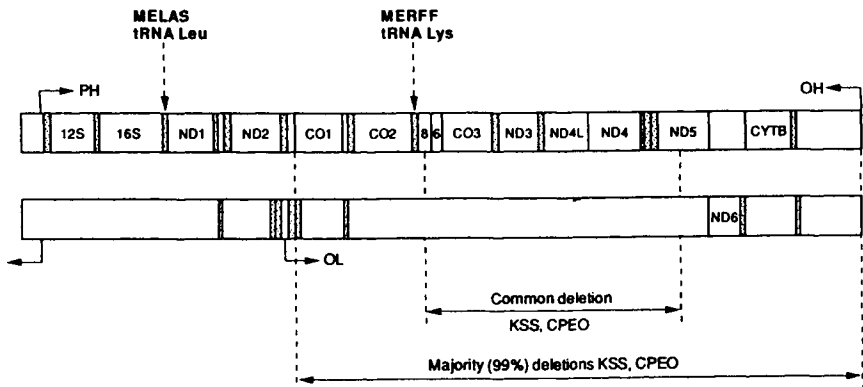 MELAS
tRNA Leu
MERFF
tRNA Lys
PH
OH
12S 16S ND1 ND2 CO1 CO2 8 6 CO3 ND3 ND4L ND4 ND5 CYTB
ND6
OL
Common deletion
KSS, CPEO
Majority (99%) deletions KSS, CPEO